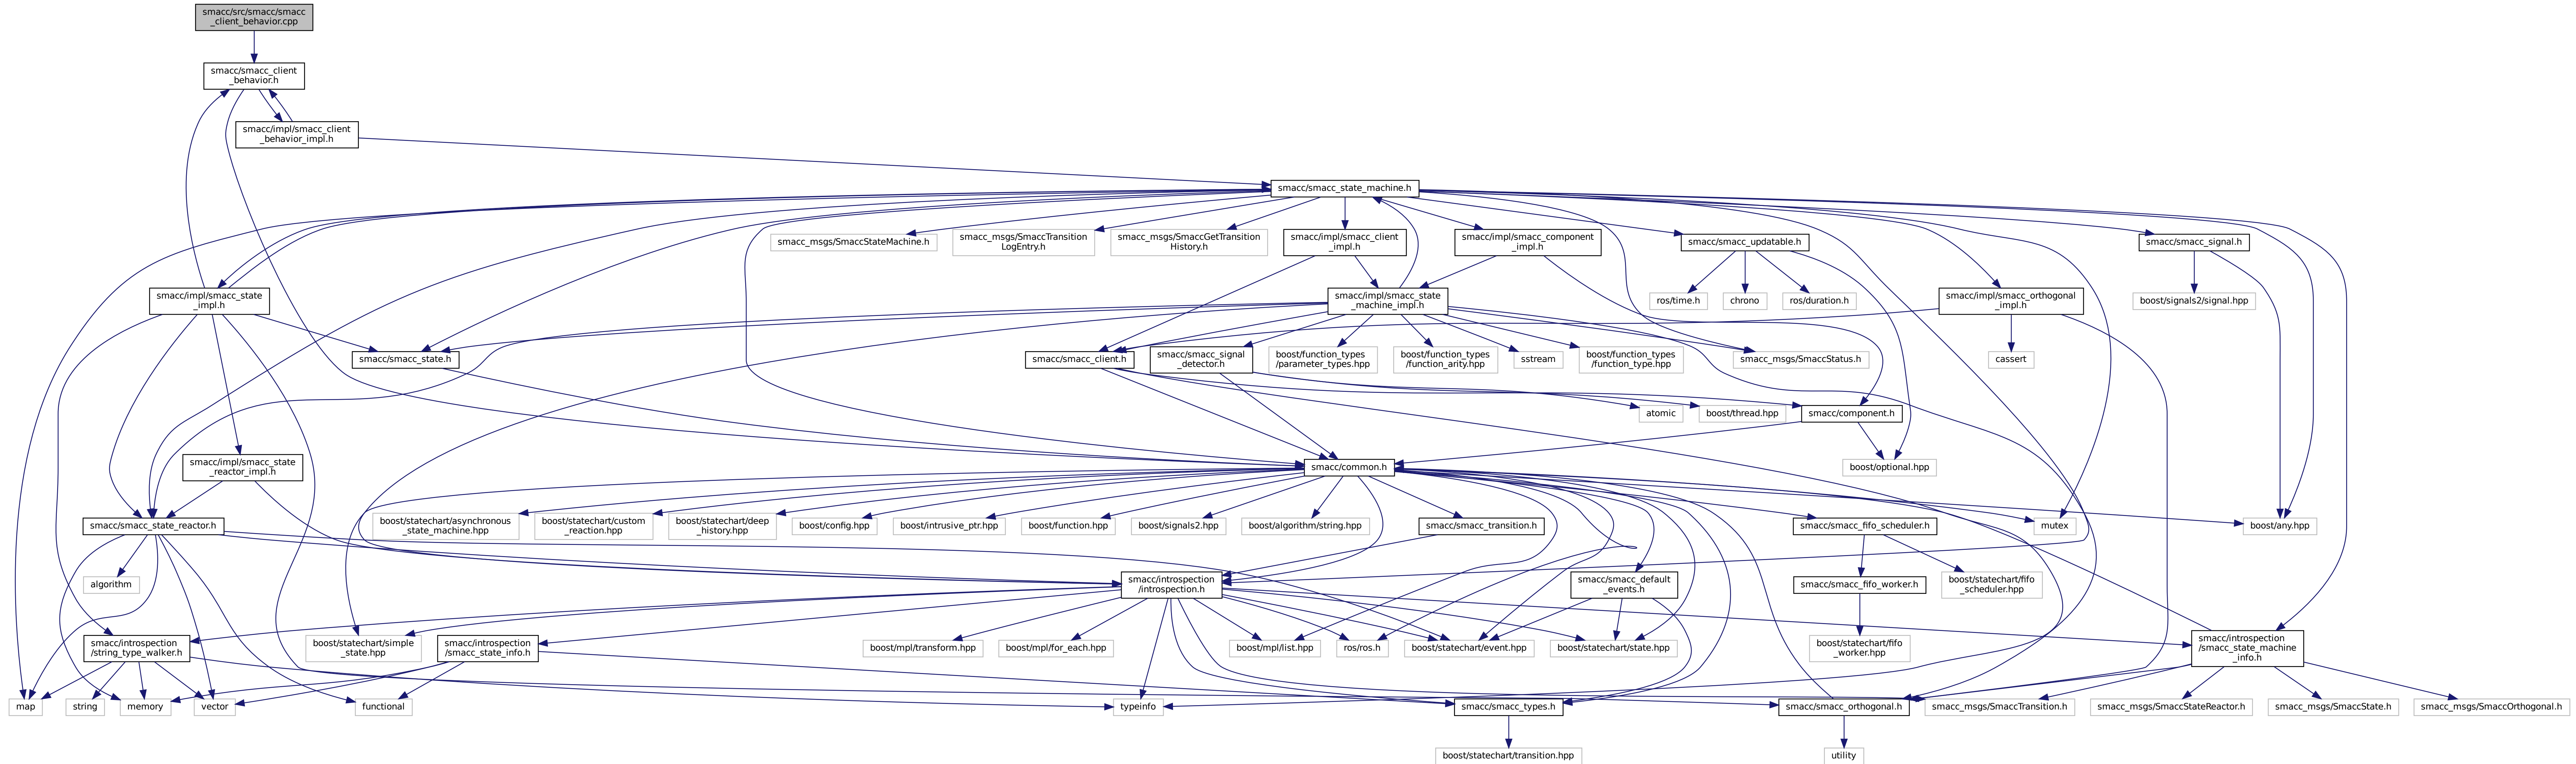 smacc/src/smacc/smacc
_client_behavior.cpp
smacc/smacc_client
_behavior.h
smacc/impl/smacc_client
_behavior_impl.h
smacc/smacc_state_machine.h
smacc_msgs/SmaccStateMachine.h
smacc_msgs/SmaccTransition
LogEntry.h
smacc_msgs/SmaccGetTransition
History.h
smacc/impl/smacc_client
_impl.h
smacc/impl/smacc_component
_impl.h
smacc/smacc_updatable.h
smacc/smacc_signal.h
smacc/impl/smacc_state
_impl.h
smacc/impl/smacc_state
_machine_impl.h
ros/time.h
chrono
ros/duration.h
smacc/impl/smacc_orthogonal
_impl.h
boost/signals2/signal.hpp
smacc/smacc_state.h
smacc/smacc_client.h
smacc/smacc_signal
_detector.h
boost/function_types
/parameter_types.hpp
boost/function_types
/function_arity.hpp
sstream
boost/function_types
/function_type.hpp
smacc_msgs/SmaccStatus.h
cassert
atomic
boost/thread.hpp
smacc/component.h
smacc/impl/smacc_state
_reactor_impl.h
smacc/common.h
boost/optional.hpp
smacc/smacc_state_reactor.h
boost/statechart/asynchronous
_state_machine.hpp
boost/statechart/custom
_reaction.hpp
boost/statechart/deep
_history.hpp
boost/config.hpp
boost/intrusive_ptr.hpp
boost/function.hpp
boost/signals2.hpp
boost/algorithm/string.hpp
smacc/smacc_transition.h
smacc/smacc_fifo_scheduler.h
mutex
boost/any.hpp
algorithm
smacc/introspection
/introspection.h
smacc/smacc_default
_events.h
smacc/smacc_fifo_worker.h
boost/statechart/fifo
_scheduler.hpp
smacc/introspection
/string_type_walker.h
boost/statechart/simple
_state.hpp
smacc/introspection
/smacc_state_info.h
boost/mpl/transform.hpp
boost/mpl/for_each.hpp
boost/mpl/list.hpp
ros/ros.h
boost/statechart/event.hpp
boost/statechart/state.hpp
boost/statechart/fifo
_worker.hpp
smacc/introspection
/smacc_state_machine
_info.h
map
string
memory
vector
functional
typeinfo
smacc/smacc_types.h
smacc/smacc_orthogonal.h
smacc_msgs/SmaccTransition.h
smacc_msgs/SmaccStateReactor.h
smacc_msgs/SmaccState.h
smacc_msgs/SmaccOrthogonal.h
boost/statechart/transition.hpp
utility